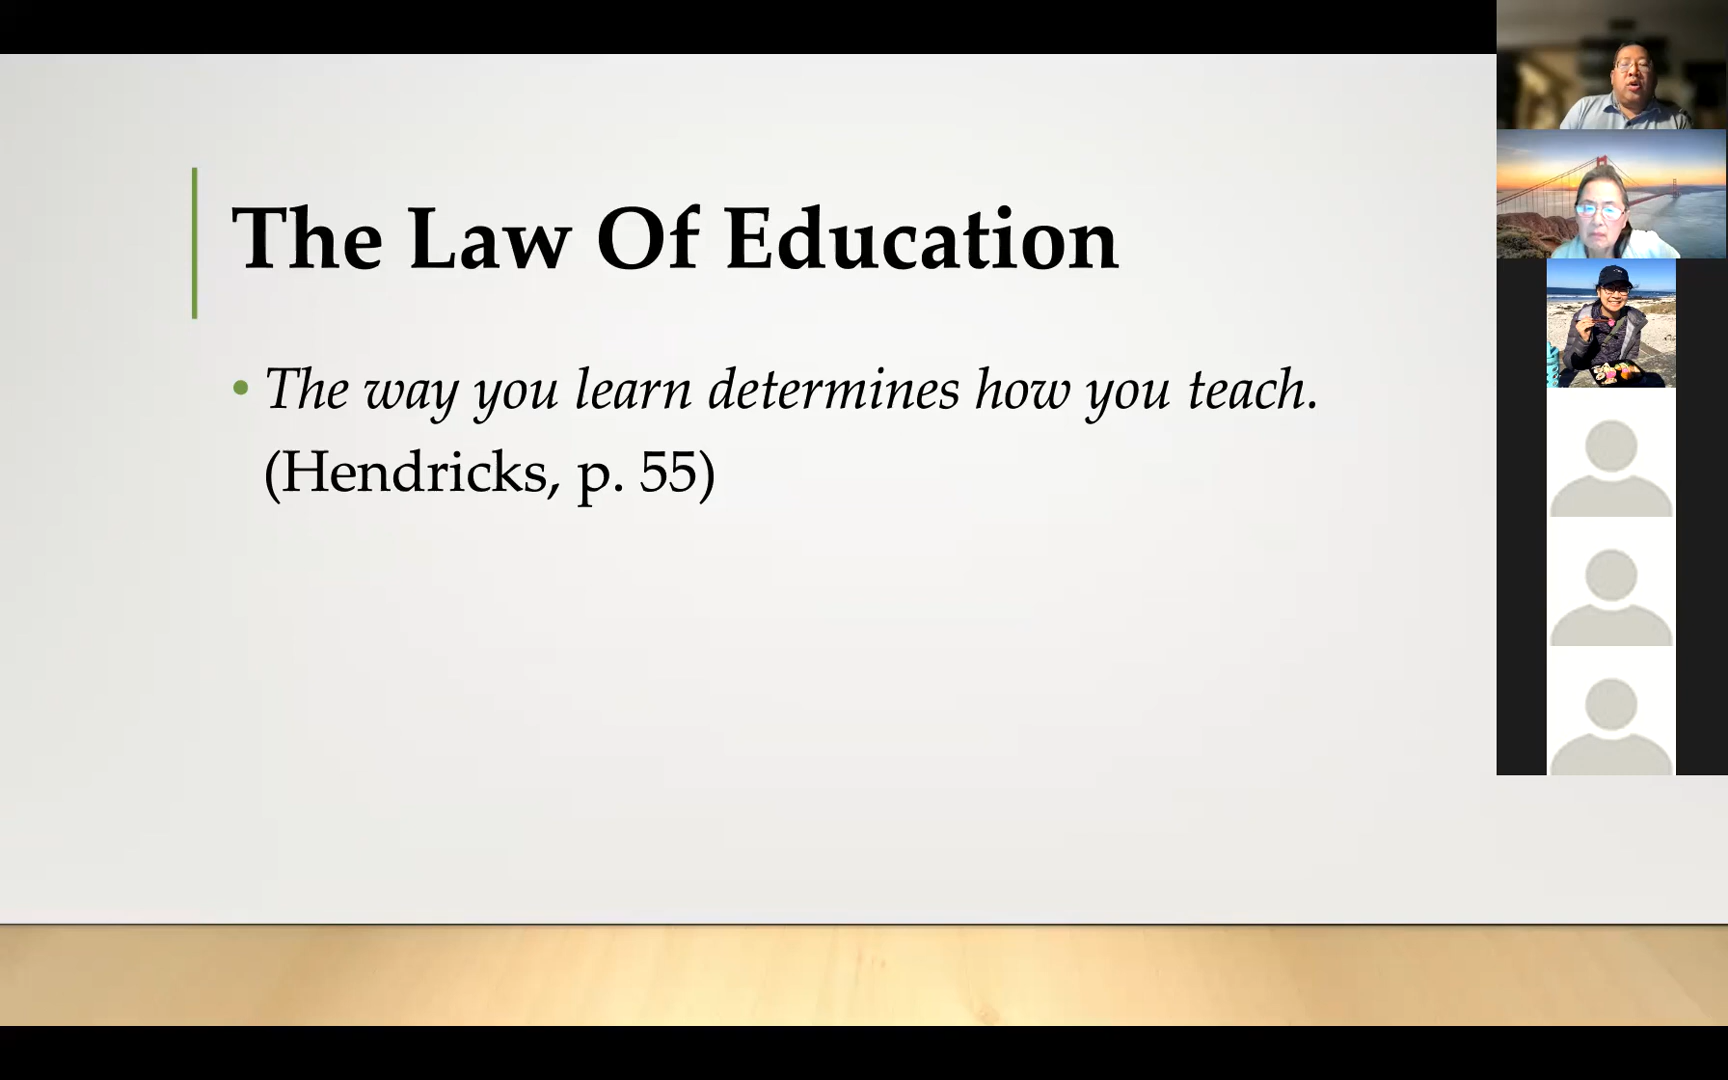 The Law Of Education
• The way you learn determines how you teach.
(Hendricks, p. 55)